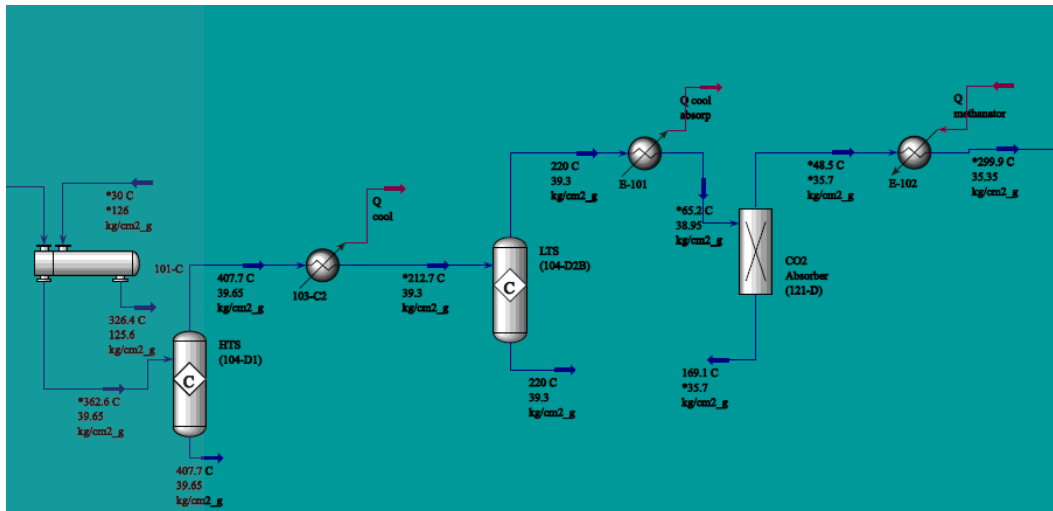 *30 C
*126
kg/cm2_g
101-C
326.4 C
125.6
kg/cm2_g
*362.6 C
39.65
kg/cm2_g
HTS
(104-D1)
C
407.7 C
39.65
kg/cm2_g
407.7 C
39.65
kg/cm2_g
Q
cool
103-C2
*212.7 C
39.3
kg/cm2_g
LTS
(104-D2B)
C
220 C
39.3
kg/cm2_g
220 C
39.3
kg/cm2_g
Q cool
absorp
E-101
*65.2 C
38.95
kg/cm2_g
CO2
Absorber
(121-D)
169.1 C
*35.7
kg/cm2_g
*48.5 C
*35.7
kg/cm2_g
Q
methanator
E-102
*299.9 C
35.35
kg/cm2_g